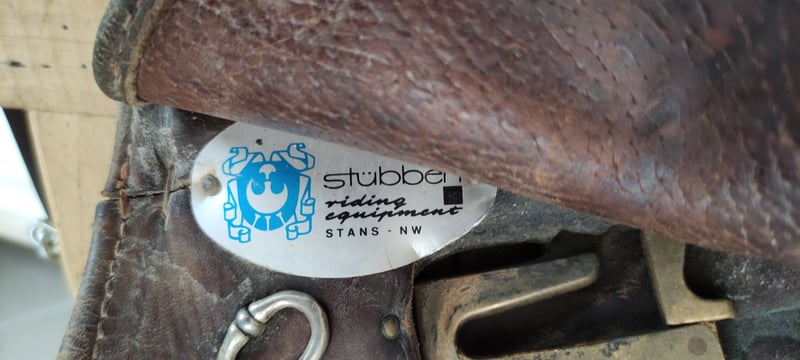 stübben
riding
equipment
STANS - NW